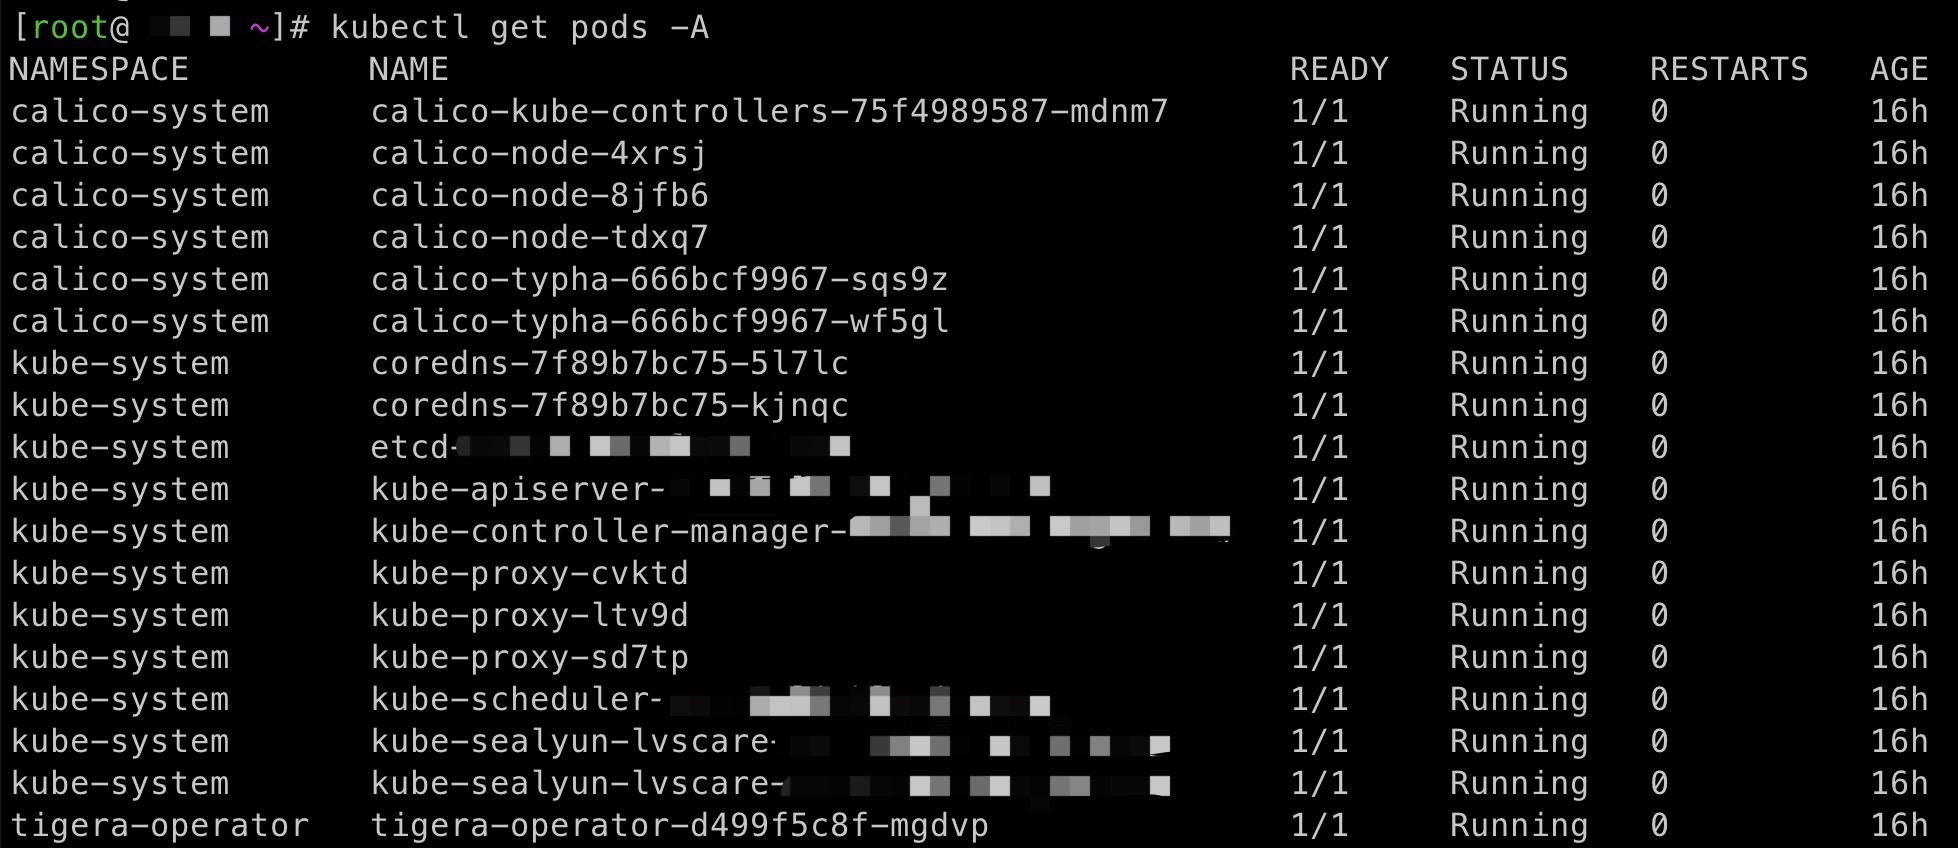 [root@ ~]# kubectl get pods -A
NAMESPACE NAME READY STATUS RESTARTS AGE
calico-system calico-kube-controllers-75f4989587-mdnm7 1/1 Running 0 16h
calico-system calico-node-4xrsj 1/1 Running 0 16h
calico-system calico-node-8jfb6 1/1 Running 0 16h
calico-system calico-node-tdxq7 1/1 Running 0 16h
calico-system calico-typha-666bcf9967-sqs9z 1/1 Running 0 16h
calico-system calico-typha-666bcf9967-wf5gl 1/1 Running 0 16h
kube-system coredns-7f89b7bc75-5l7lc 1/1 Running 0 16h
kube-system coredns-7f89b7bc75-kjnqc 1/1 Running 0 16h
kube-system etcd- 1/1 Running 0 16h
kube-system kube-apiserver- 1/1 Running 0 16h
kube-system kube-controller-manager- 1/1 Running 0 16h
kube-system kube-proxy-cvktd 1/1 Running 0 16h
kube-system kube-proxy-ltv9d 1/1 Running 0 16h
kube-system kube-proxy-sd7tp 1/1 Running 0 16h
kube-system kube-scheduler- 1/1 Running 0 16h
kube-system kube-sealyun-lvscare- 1/1 Running 0 16h
kube-system kube-sealyun-lvscare- 1/1 Running 0 16h
tigera-operator tigera-operator-d499f5c8f-mgdvp 1/1 Running 0 16h